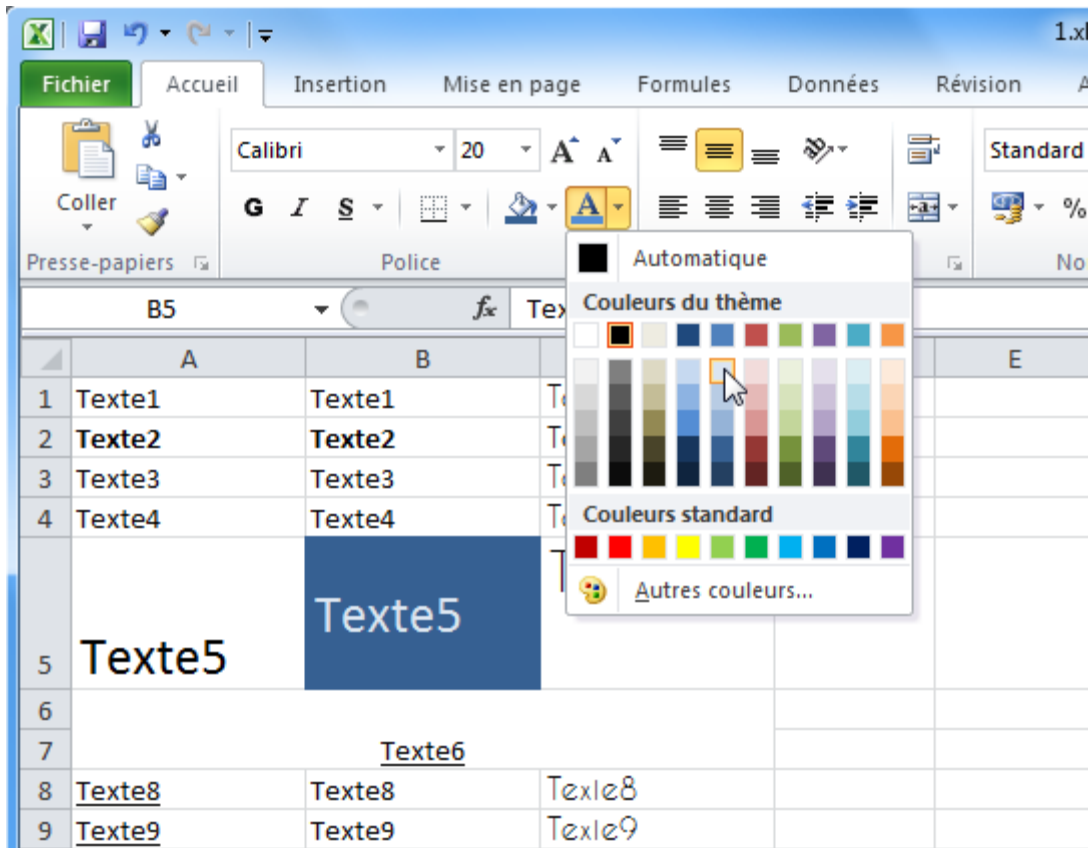 1.xl
Fichier Accueil Insertion Mise en page Formules Données Révision A
Calibri 20 A A Standard
Coller G I S A a %
Presse-papiers Police No
B5 fx Tex
Automatique
Couleurs du thème
Couleurs standard
Autres couleurs...
A B E
1 Texte1 Texte1 T
2 Texte2 Texte2 T
3 Texte3 Texte3 T
4 Texte4 Texte4 T
5 Texte5 Texte5 T
6
7 Texte6
8 Texte8 Texte8 Texte8
9 Texte9 Texte9 Texte9